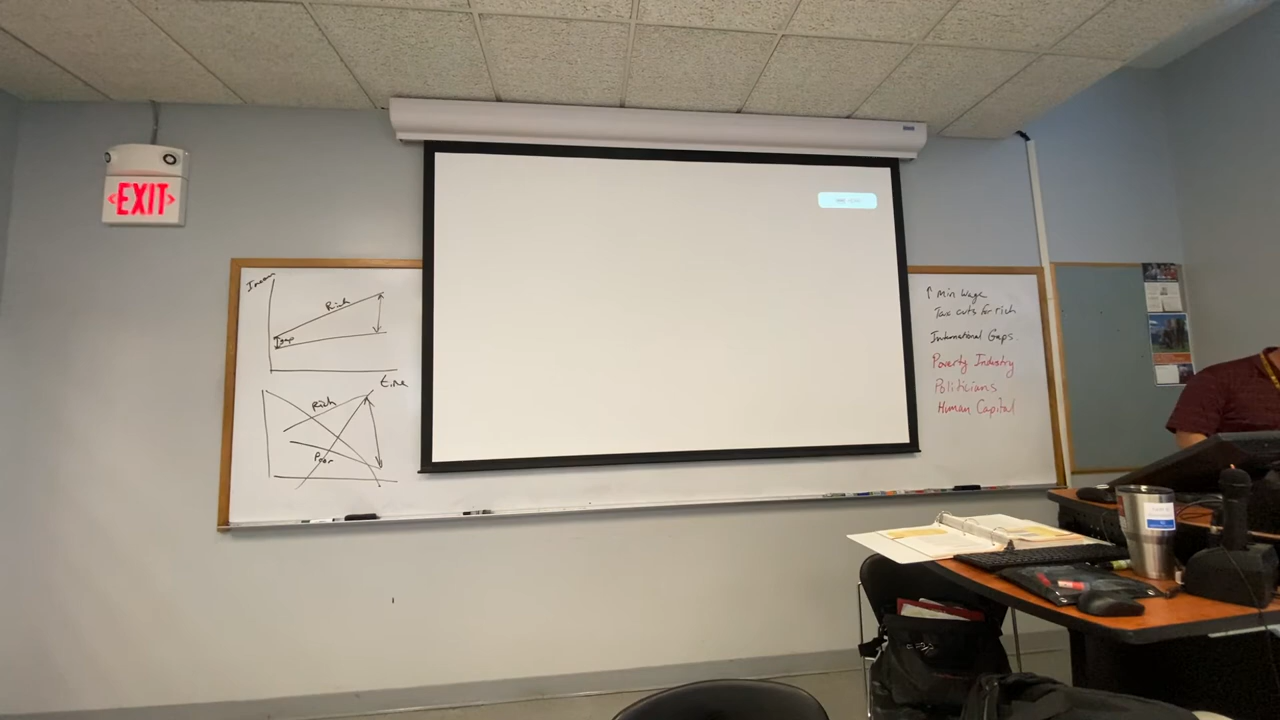 EXIT
Income
Rich
gap
time
Rich
Poor
↑ Min Wage
Tax cuts for rich
International Gaps.
Poverty Industry
Politicians
Human Capital